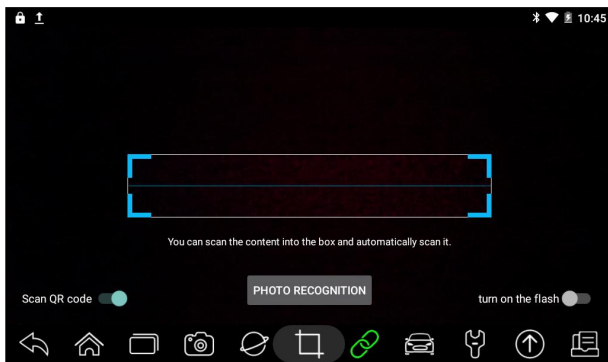 10:45
You can scan the content into the box and automatically scan it.
PHOTO RECOGNITION
Scan QR code
turn on the flash